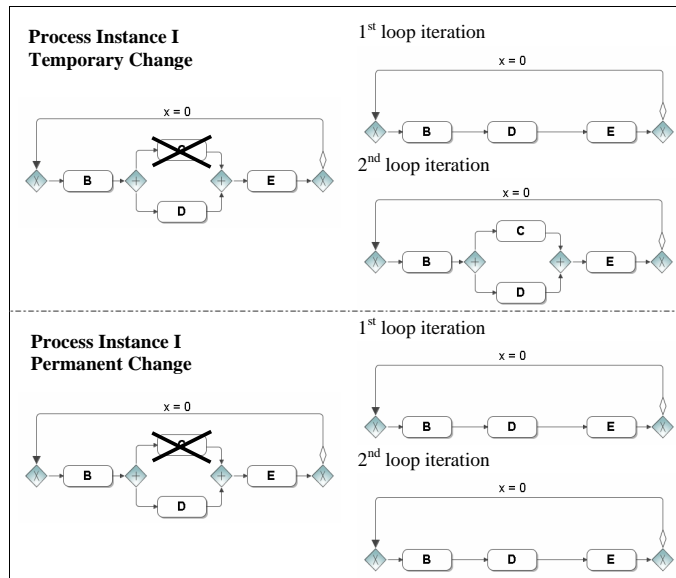 Process Instance I
Temporary Change
x = 0
B
D
E
1st loop iteration
x = 0
B
D
E
2nd loop iteration
x = 0
B
C
D
E
Process Instance I
Permanent Change
x = 0
B
D
E
1st loop iteration
x = 0
B
D
E
2nd loop iteration
x = 0
B
D
E